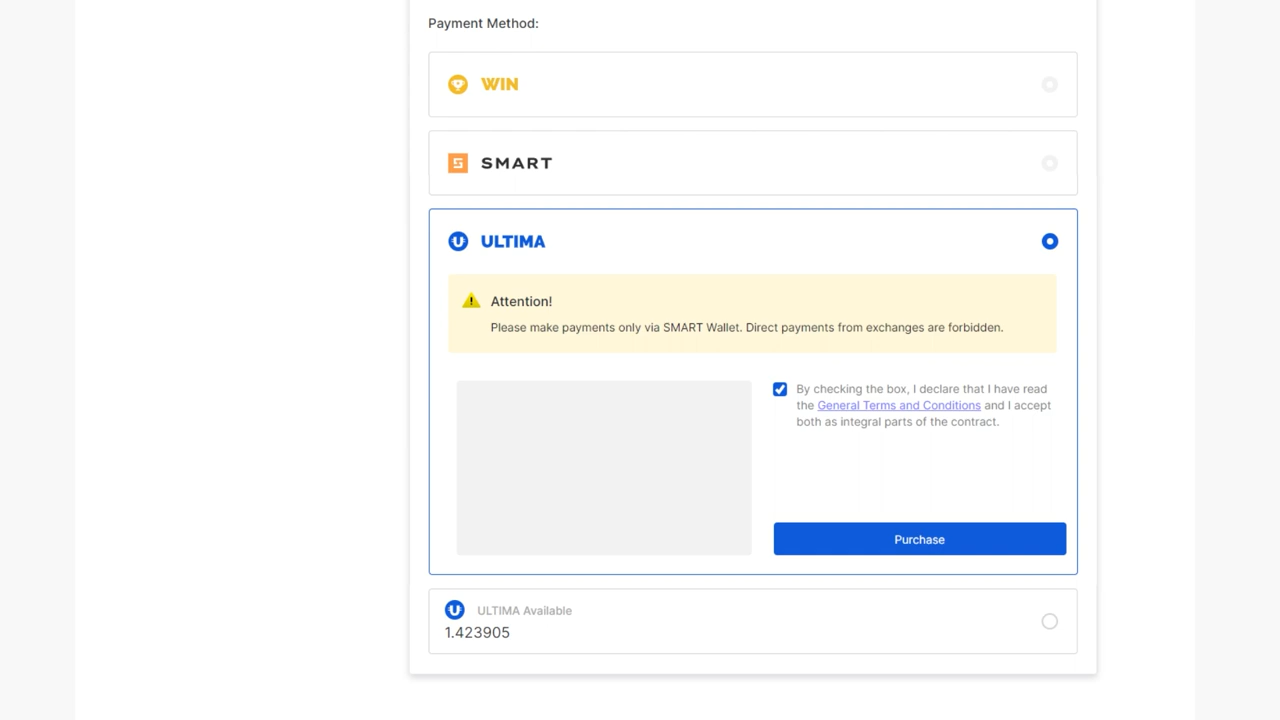 Payment Method:
WIN
SMART
ULTIMA
Attention!
Please make payments only via SMART Wallet. Direct payments from exchanges are forbidden.
By checking the box, I declare that I have read
the General Terms and Conditions and I accept
both as integral parts of the contract.
Purchase
ULTIMA Available
1.423905